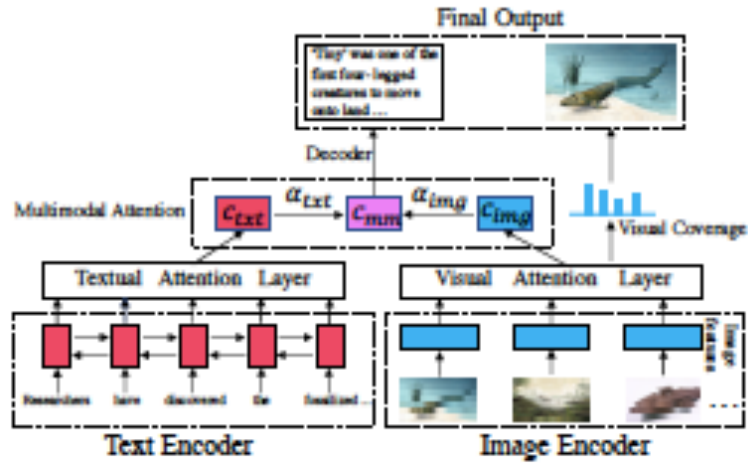 Final Output
'Tiny' was one of the
first four-legged
creatures to move
onto land ...
Decoder
Multimodal Attention
c_txt
α_txt
c_mm
α_img
c_img
Visual Coverage
Textual Attention Layer
Visual Attention Layer
Image
features
Researchers have discovered the fossilized ...
Text Encoder
Image Encoder